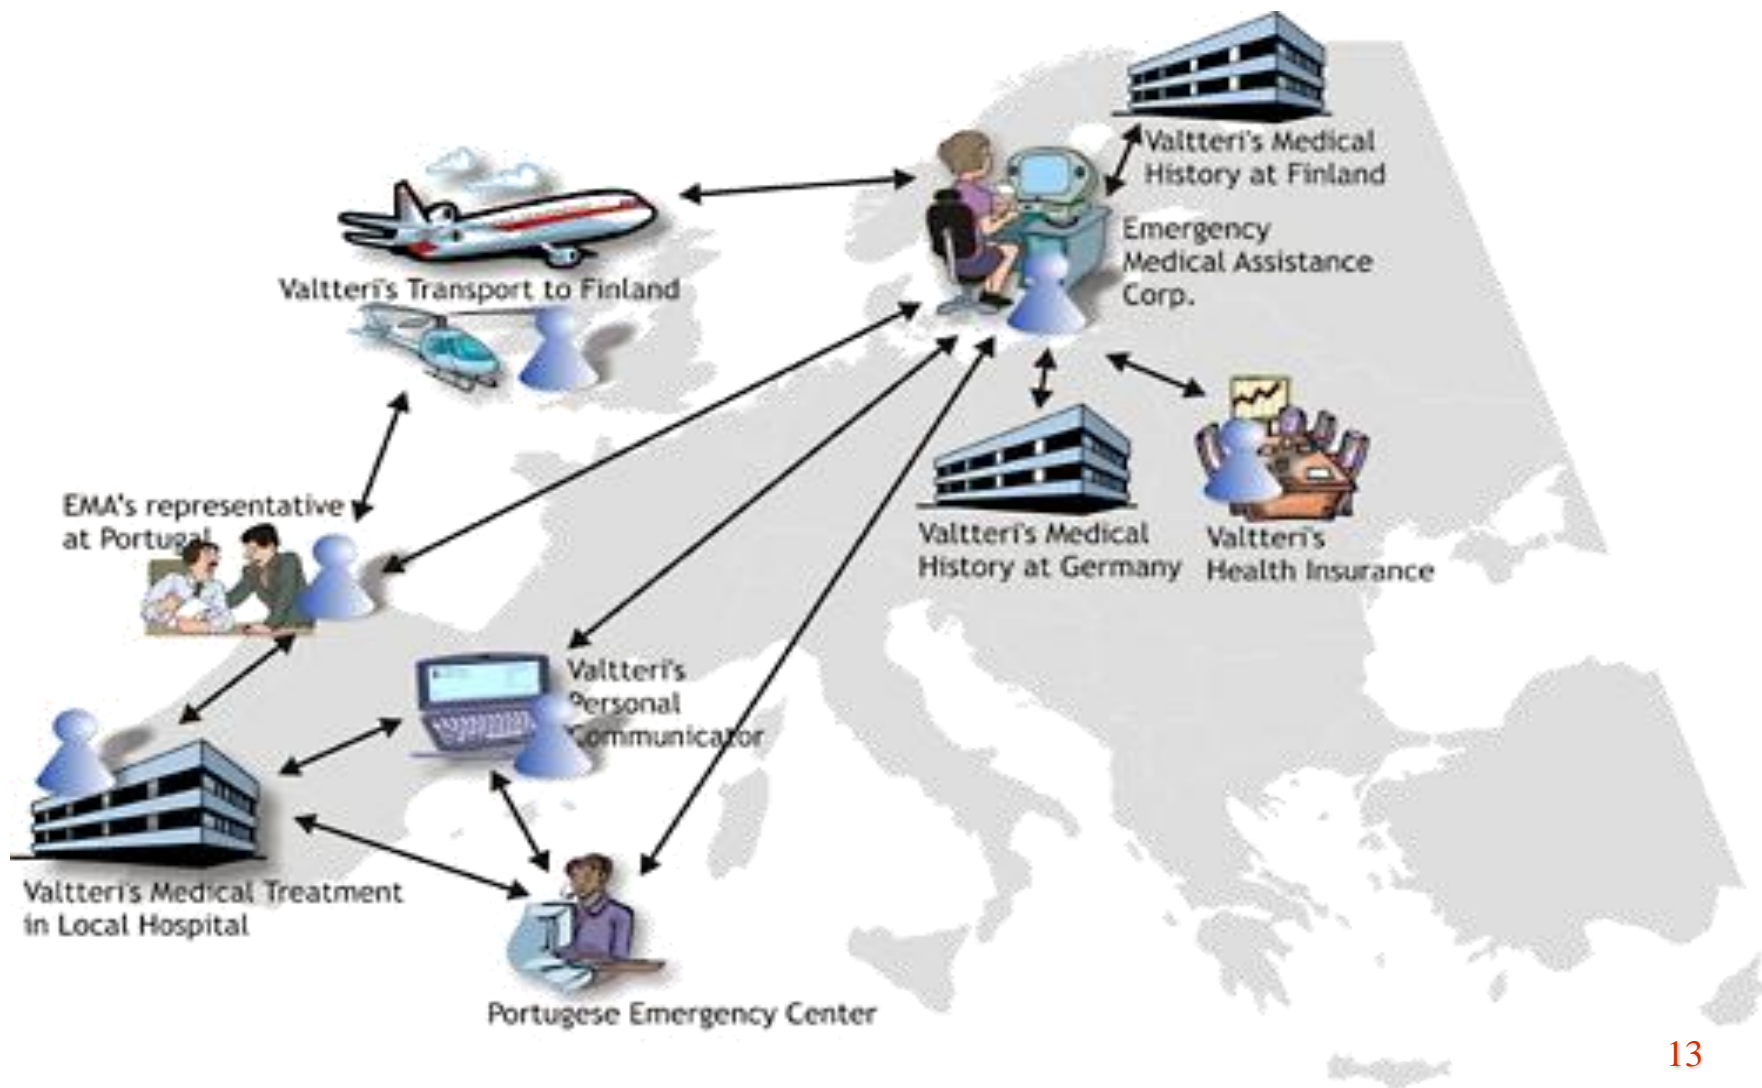 Valtteri's Medical
History at Finland
Emergency
Medical Assistance
Corp.
Valtteri's Transport to Finland
EMA's representative
at Portugal
Valtteri's Medical
History at Germany
Valtteri's
Health Insurance
Valtteri's
Personal
Communicator
Valtteri's Medical Treatment
in Local Hospital
Portugese Emergency Center
13